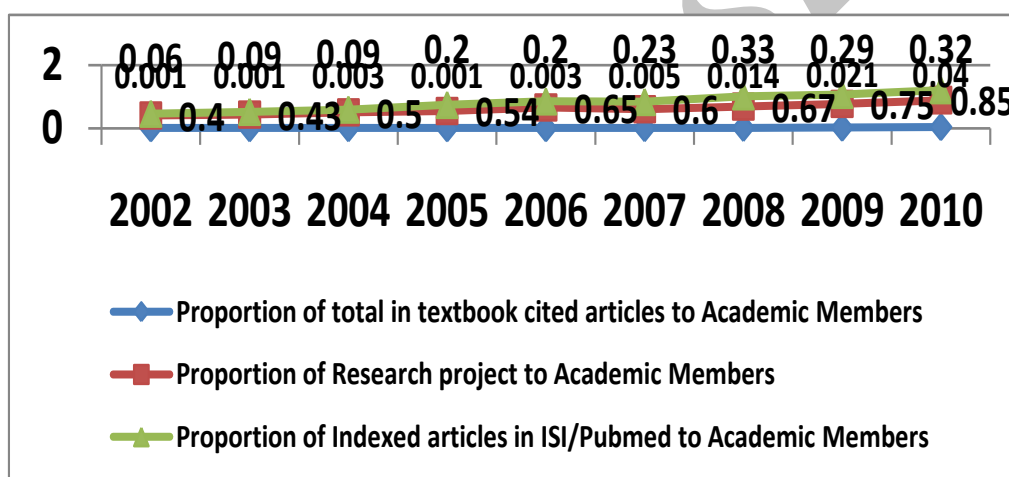 2
0.06 0.09 0.09 0.2 0.2 0.23 0.33 0.29 0.32
0.001 0.001 0.003 0.001 0.003 0.005 0.014 0.021 0.04
0.4 0.43 0.5 0.54 0.65 0.6 0.67 0.75 0.85
0
2002 2003 2004 2005 2006 2007 2008 2009 2010
Proportion of total in textbook cited articles to Academic Members
Proportion of Research project to Academic Members
Proportion of Indexed articles in ISI/Pubmed to Academic Members